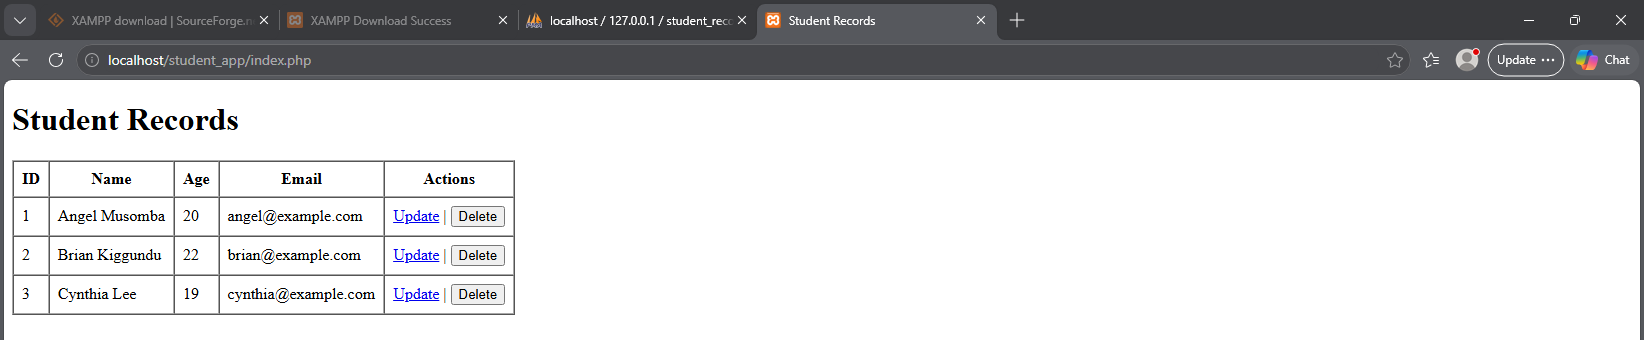 XAMPP download | SourceForge.n
XAMPP Download Success
localhost / 127.0.0.1 / student_rec
Student Records
localhost/student_app/index.php
Update
Chat
Student Records
ID Name Age Email Actions
1 Angel Musomba 20 angel@example.com Update | Delete
2 Brian Kiggundu 22 brian@example.com Update | Delete
3 Cynthia Lee 19 cynthia@example.com Update | Delete